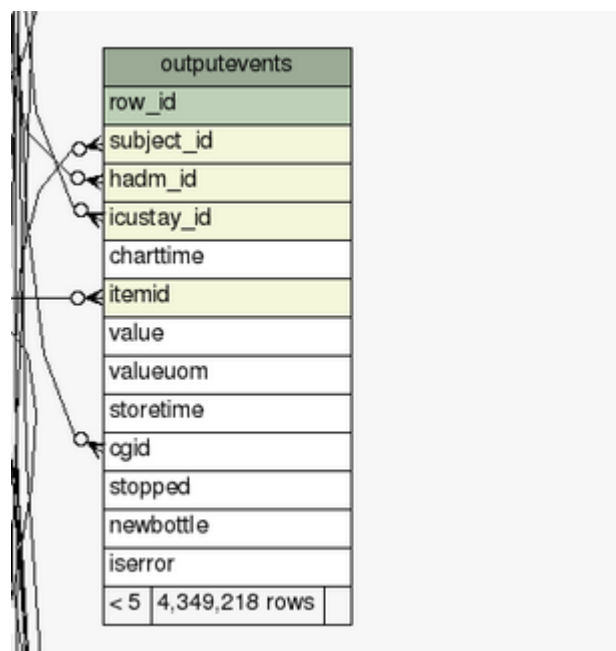 outputevents
row_id
subject_id
hadm_id
icustay_id
charttime
itemid
value
valueuom
storetime
cgid
stopped
newbottle
iserror
< 5 4,349,218 rows